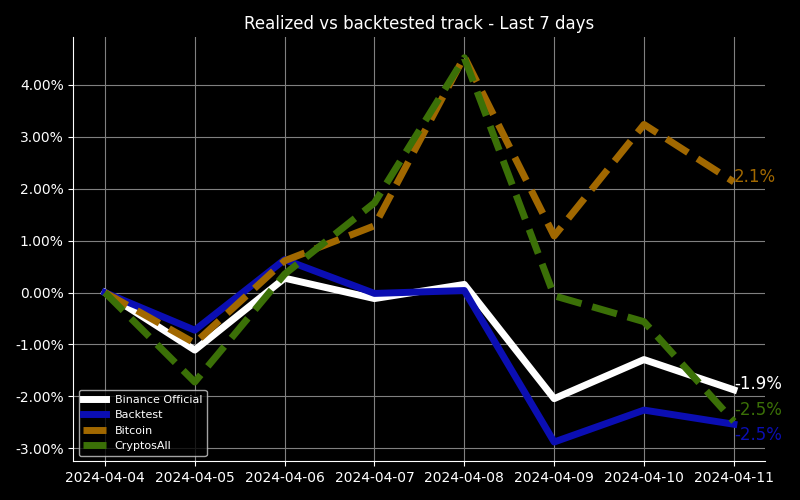 Realized vs backtested track - Last 7 days
4.00%
3.00%
2.00%
1.00%
0.00%
-1.00%
-2.00%
-3.00%
2.1%
-1.9%
-2.5%
-2.5%
Binance Official
Backtest
Bitcoin
CryptosAll
2024-04-04 2024-04-05 2024-04-06 2024-04-07 2024-04-08 2024-04-09 2024-04-10 2024-04-11